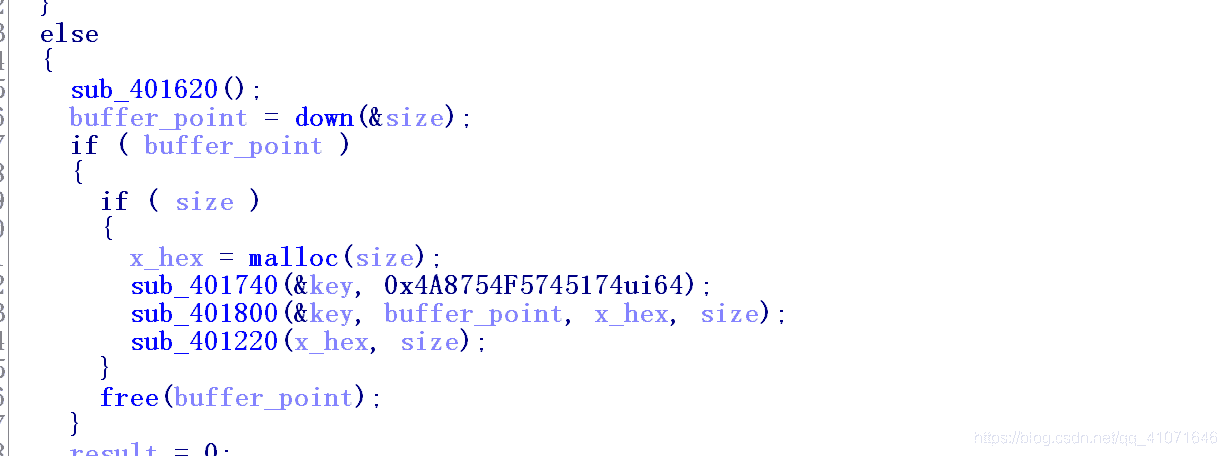 }
else
{
sub_401620();
buffer_point = down(&size);
if ( buffer_point )
{
if ( size )
{
x_hex = malloc(size);
sub_401740(&key, 0x4A8754F5745174ui64);
sub_401800(&key, buffer_point, x_hex, size);
sub_401220(x_hex, size);
}
free(buffer_point);
}
result = 0;
https://blog.csdn.net/qq_41071646